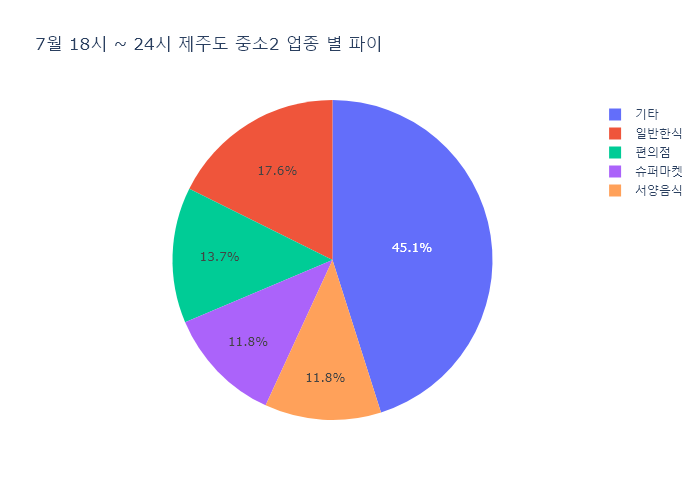 7월 18시 ~ 24시 제주도 중소2 업종 별 파이
기타
일반한식
편의점
슈퍼마켓
서양음식
17.6%
45.1%
13.7%
11.8%
11.8%